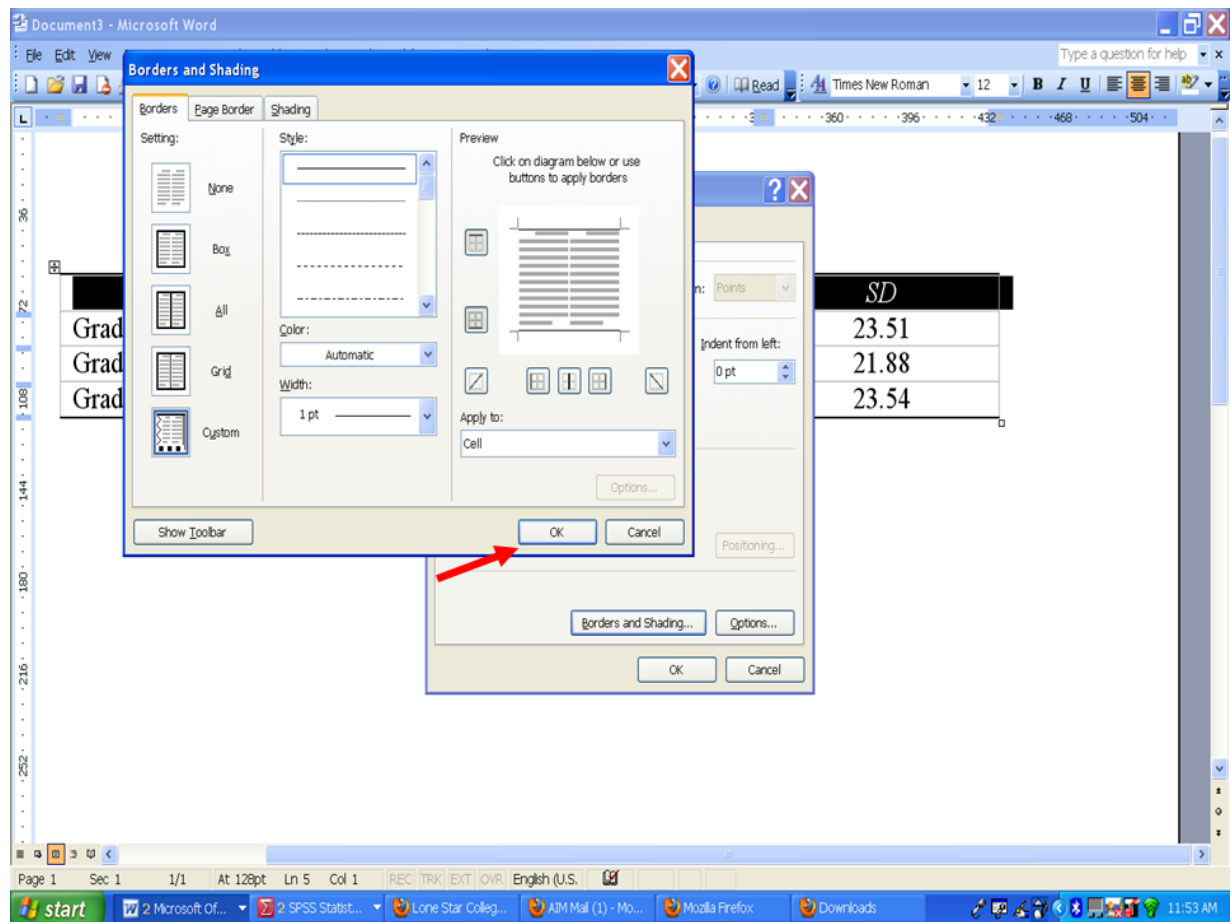 Document3 - Microsoft Word
File Edit View
Type a question for help
Read Times New Roman 12 B I U
Borders and Shading
Borders Page Border Shading
Setting:
None
Box
All
Grid
Custom
Style:
Color:
Automatic
Width:
1 pt
Preview
Click on diagram below or use
buttons to apply borders
Apply to:
Cell
Options...
Show Toolbar
OK Cancel
Points
Indent from left:
0 pt
Positioning...
Borders and Shading... Options...
OK Cancel
360 396 432 468 504
36
72
108
144
180
216
252
SD
Grad 23.51
Grad 21.88
Grad 23.54
Page 1 Sec 1 1/1 At 128pt Ln 5 Col 1 REC TRK EXT OVR English (U.S.
start 2 Microsoft Of... 2 SPSS Statist... Lone Star Colleg... AIM Mail (1) - Mo... Mozilla Firefox Downloads 11:53 AM